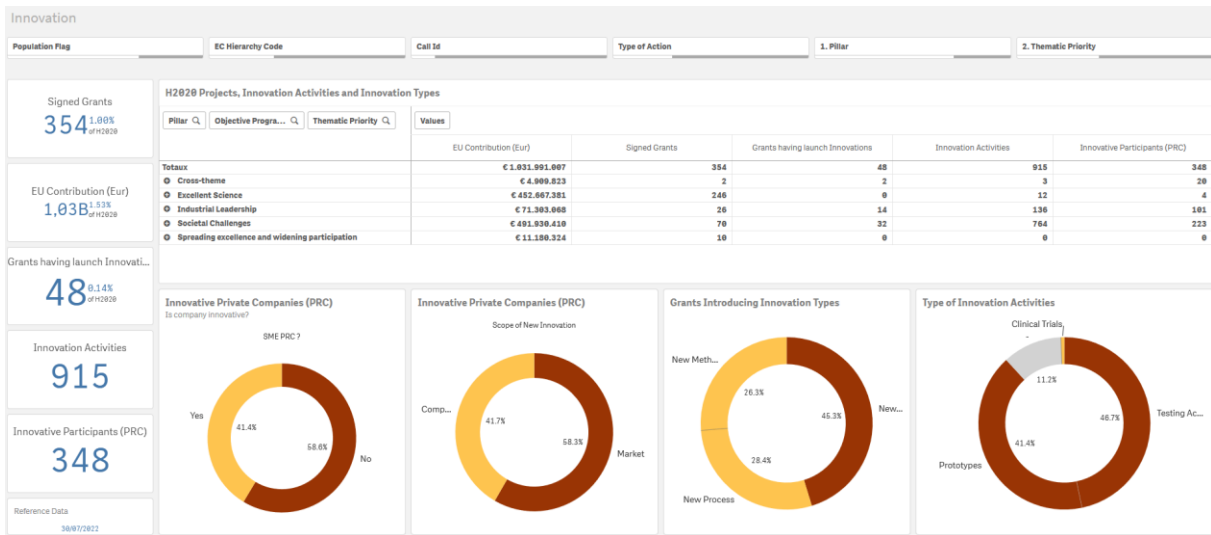 Innovation
Population Flag EC Hierarchy Code Call Id Type of Action 1. Pillar 2. Thematic Priority
Signed Grants
354 1.00% of H2020
EU Contribution (Eur)
1,03B 1.53% of H2020
Grants having launch Innovati...
48 0.14% of H2020
Innovation Activities
915
Innovative Participants (PRC)
348
Reference Data
30/07/2022
H2020 Projects, Innovation Activities and Innovation Types
Pillar Objective Progra... Thematic Priority Values
EU Contribution (Eur) Signed Grants Grants having launch Innovations Innovation Activities Innovative Participants (PRC)
Totaux € 1.031.991.007 354 48 915 348
Cross-theme € 4.909.823 2 2 3 20
Excellent Science € 452.667.381 246 0 12 4
Industrial Leadership € 71.303.068 26 14 136 101
Societal Challenges € 491.930.410 70 32 764 223
Spreading excellence and widening participation € 11.180.324 10 0 0 0
Innovative Private Companies (PRC)
Is company innovative?
SME PRC ?
Yes
41.4%
58.6%
No
Innovative Private Companies (PRC)
Scope of New Innovation
Comp...
41.7%
58.3%
Market
Grants Introducing Innovation Types
New Meth...
26.3%
45.3%
New...
28.4%
New Process
Type of Innovation Activities
Clinical Trials
-
11.2%
46.7%
Testing Ac...
41.4%
Prototypes